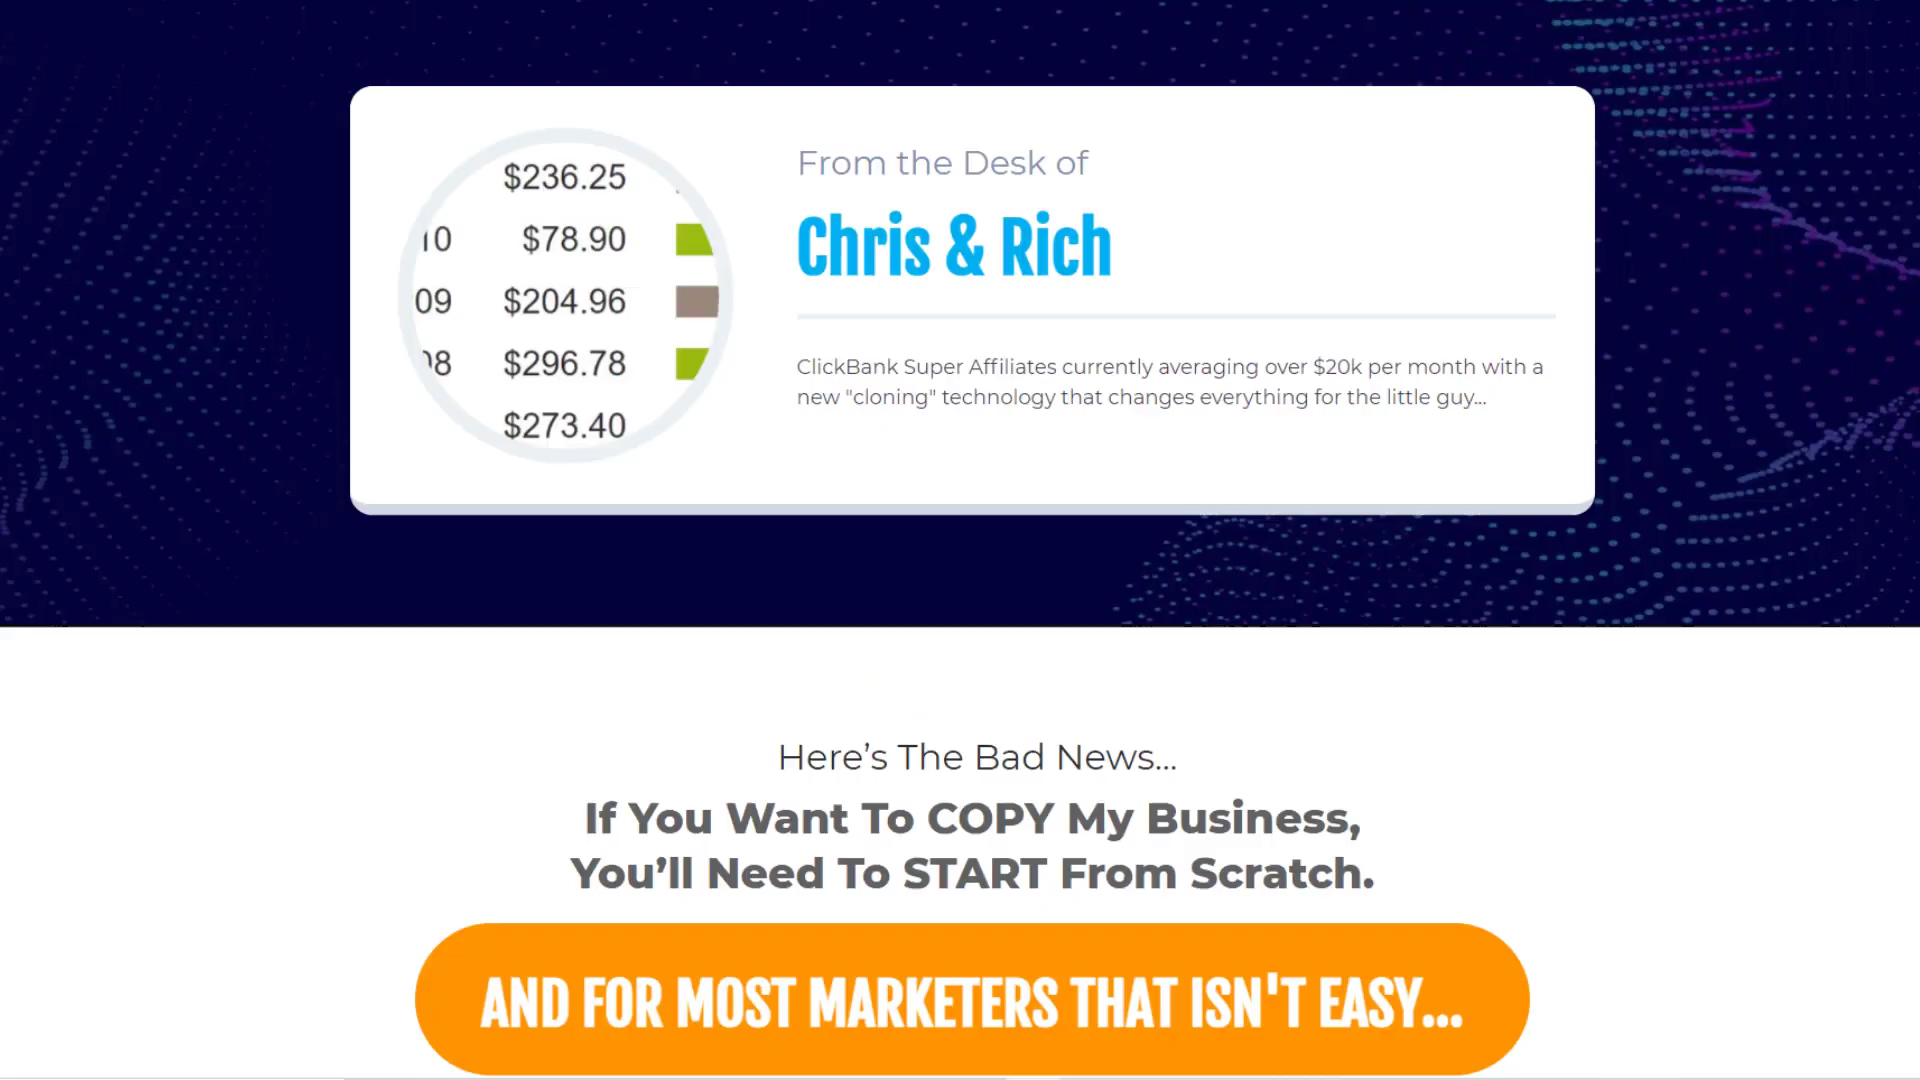 $236.25
10 $78.90
09 $204.96
08 $296.78
$273.40
From the Desk of
Chris & Rich
ClickBank Super Affiliates currently averaging over $20k per month with a
new "cloning" technology that changes everything for the little guy...
Here’s The Bad News...
If You Want To COPY My Business,
You’ll Need To START From Scratch.
AND FOR MOST MARKETERS THAT ISN'T EASY...